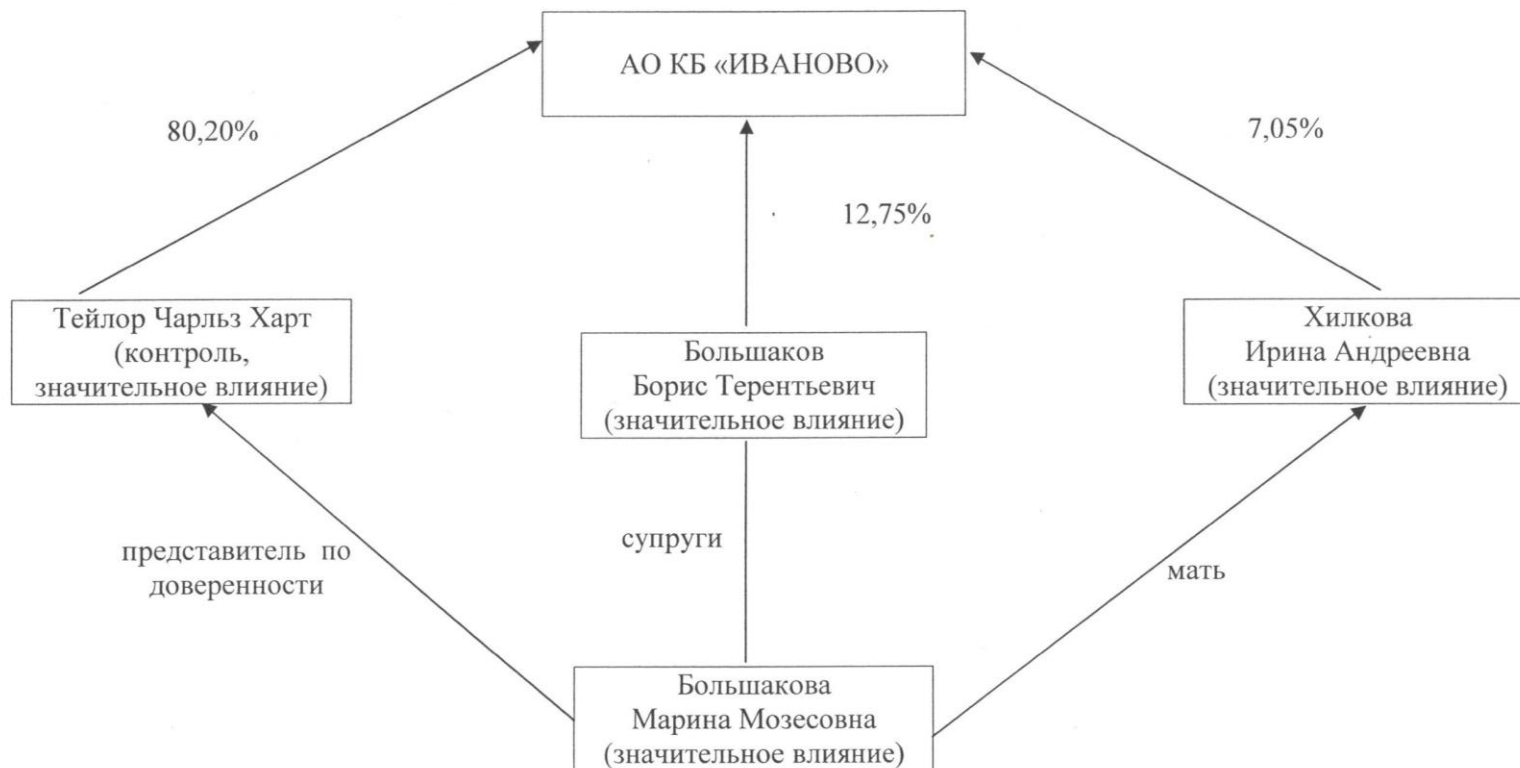 АО КБ «ИВАНОВО»
80,20%
7,05%
12,75%
Тейлор Чарльз Харт
(контроль,
значительное влияние)
Большаков
Борис Терентьевич
(значительное влияние)
Хилкова
Ирина Андреевна
(значительное влияние)
представитель по
доверенности
супруги
мать
Большакова
Марина Мозесовна
(значительное влияние)